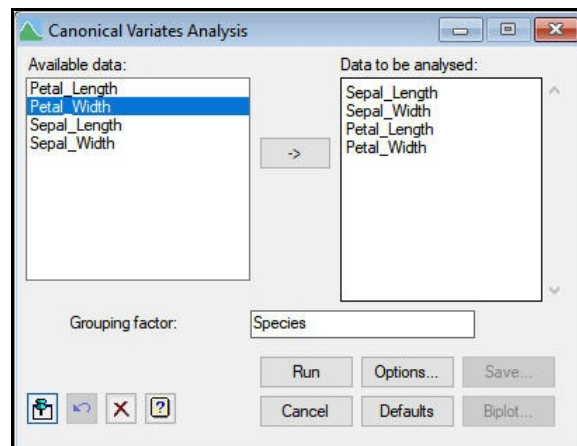 Canonical Variates Analysis
Available data:
Petal_Length
Petal_Width
Sepal_Length
Sepal_Width
->
Data to be analysed:
Sepal_Length
Sepal_Width
Petal_Length
Petal_Width
Grouping factor: Species
Run Options... Save...
Cancel Defaults Biplot...